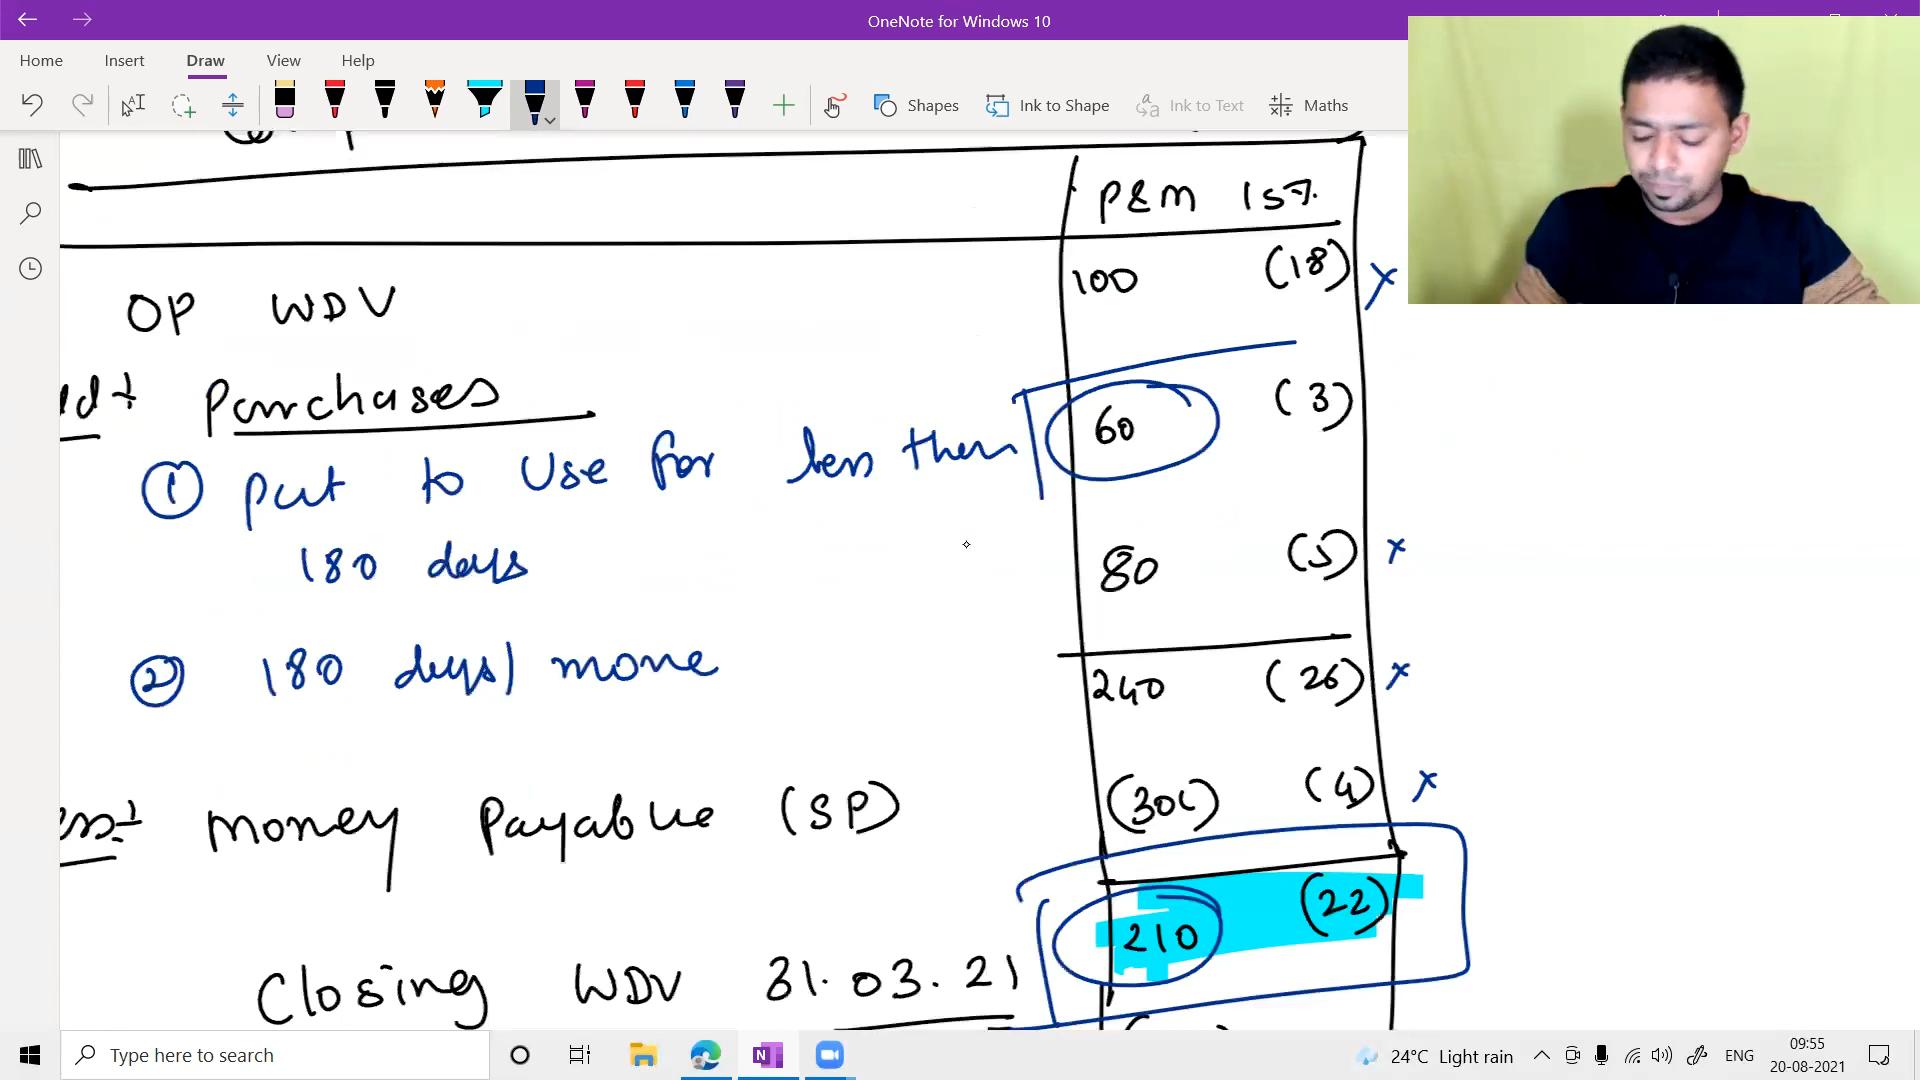 OneNote for Windows 10
Home Insert Draw View Help
Shapes Ink to Shape Ink to Text Maths
P&M 15%
OP WDV 100 (18) x
Purchases
60 (3)
① put to use for less then
180 days 80 (5) x
② 180 days/more 240 (26) x
money payable (SP) (30) (4) x
210 (22)
Closing WDV 31.03.21
Type here to search
24°C Light rain ENG 09:55
20-08-2021